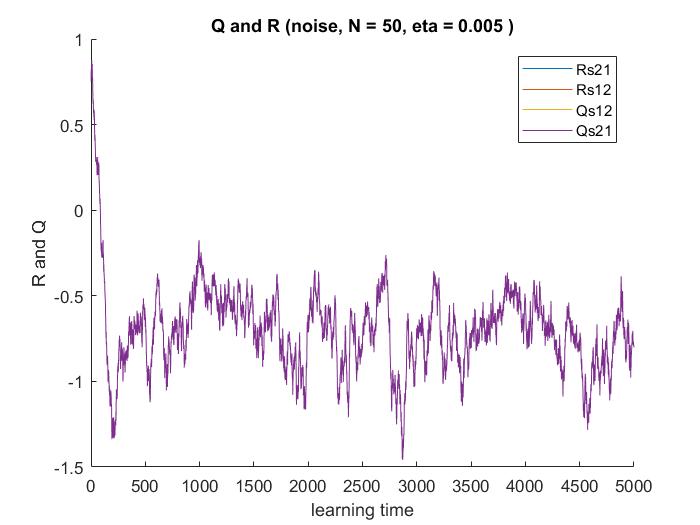 Q and R (noise, N = 50, eta = 0.005 )
Rs21
Rs12
Qs12
Qs21
R and Q
1
0.5
0
-0.5
-1
-1.5
0 500 1000 1500 2000 2500 3000 3500 4000 4500 5000
learning time